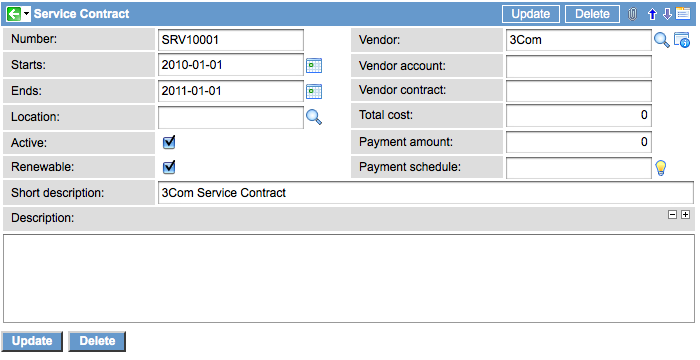 Service Contract Update Delete
Number: SRV10001 Vendor: 3Com
Starts: 2010-01-01 Vendor account:
Ends: 2011-01-01 Vendor contract:
Location: Total cost: 0
Active: Payment amount: 0
Renewable: Payment schedule:
Short description: 3Com Service Contract
Description:
Update Delete